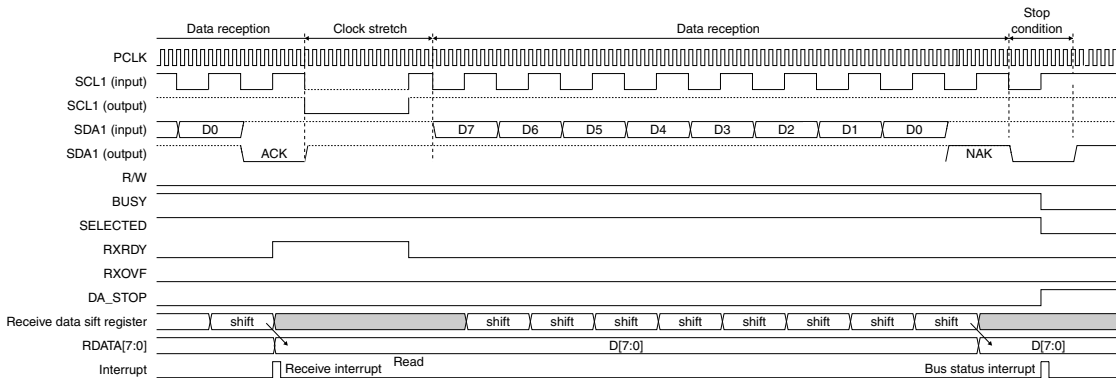 Data reception Clock stretch Data reception Stop condition
PCLK
SCL1 (input)
SCL1 (output)
SDA1 (input) D0 D7 D6 D5 D4 D3 D2 D1 D0
SDA1 (output) ACK NAK
R/W
BUSY
SELECTED
RXRDY
RXOVF
DA_STOP
Receive data sift register shift shift shift shift shift shift shift shift shift
RDATA[7:0] D[7:0] D[7:0]
Interrupt Receive interrupt Read Bus status interrupt